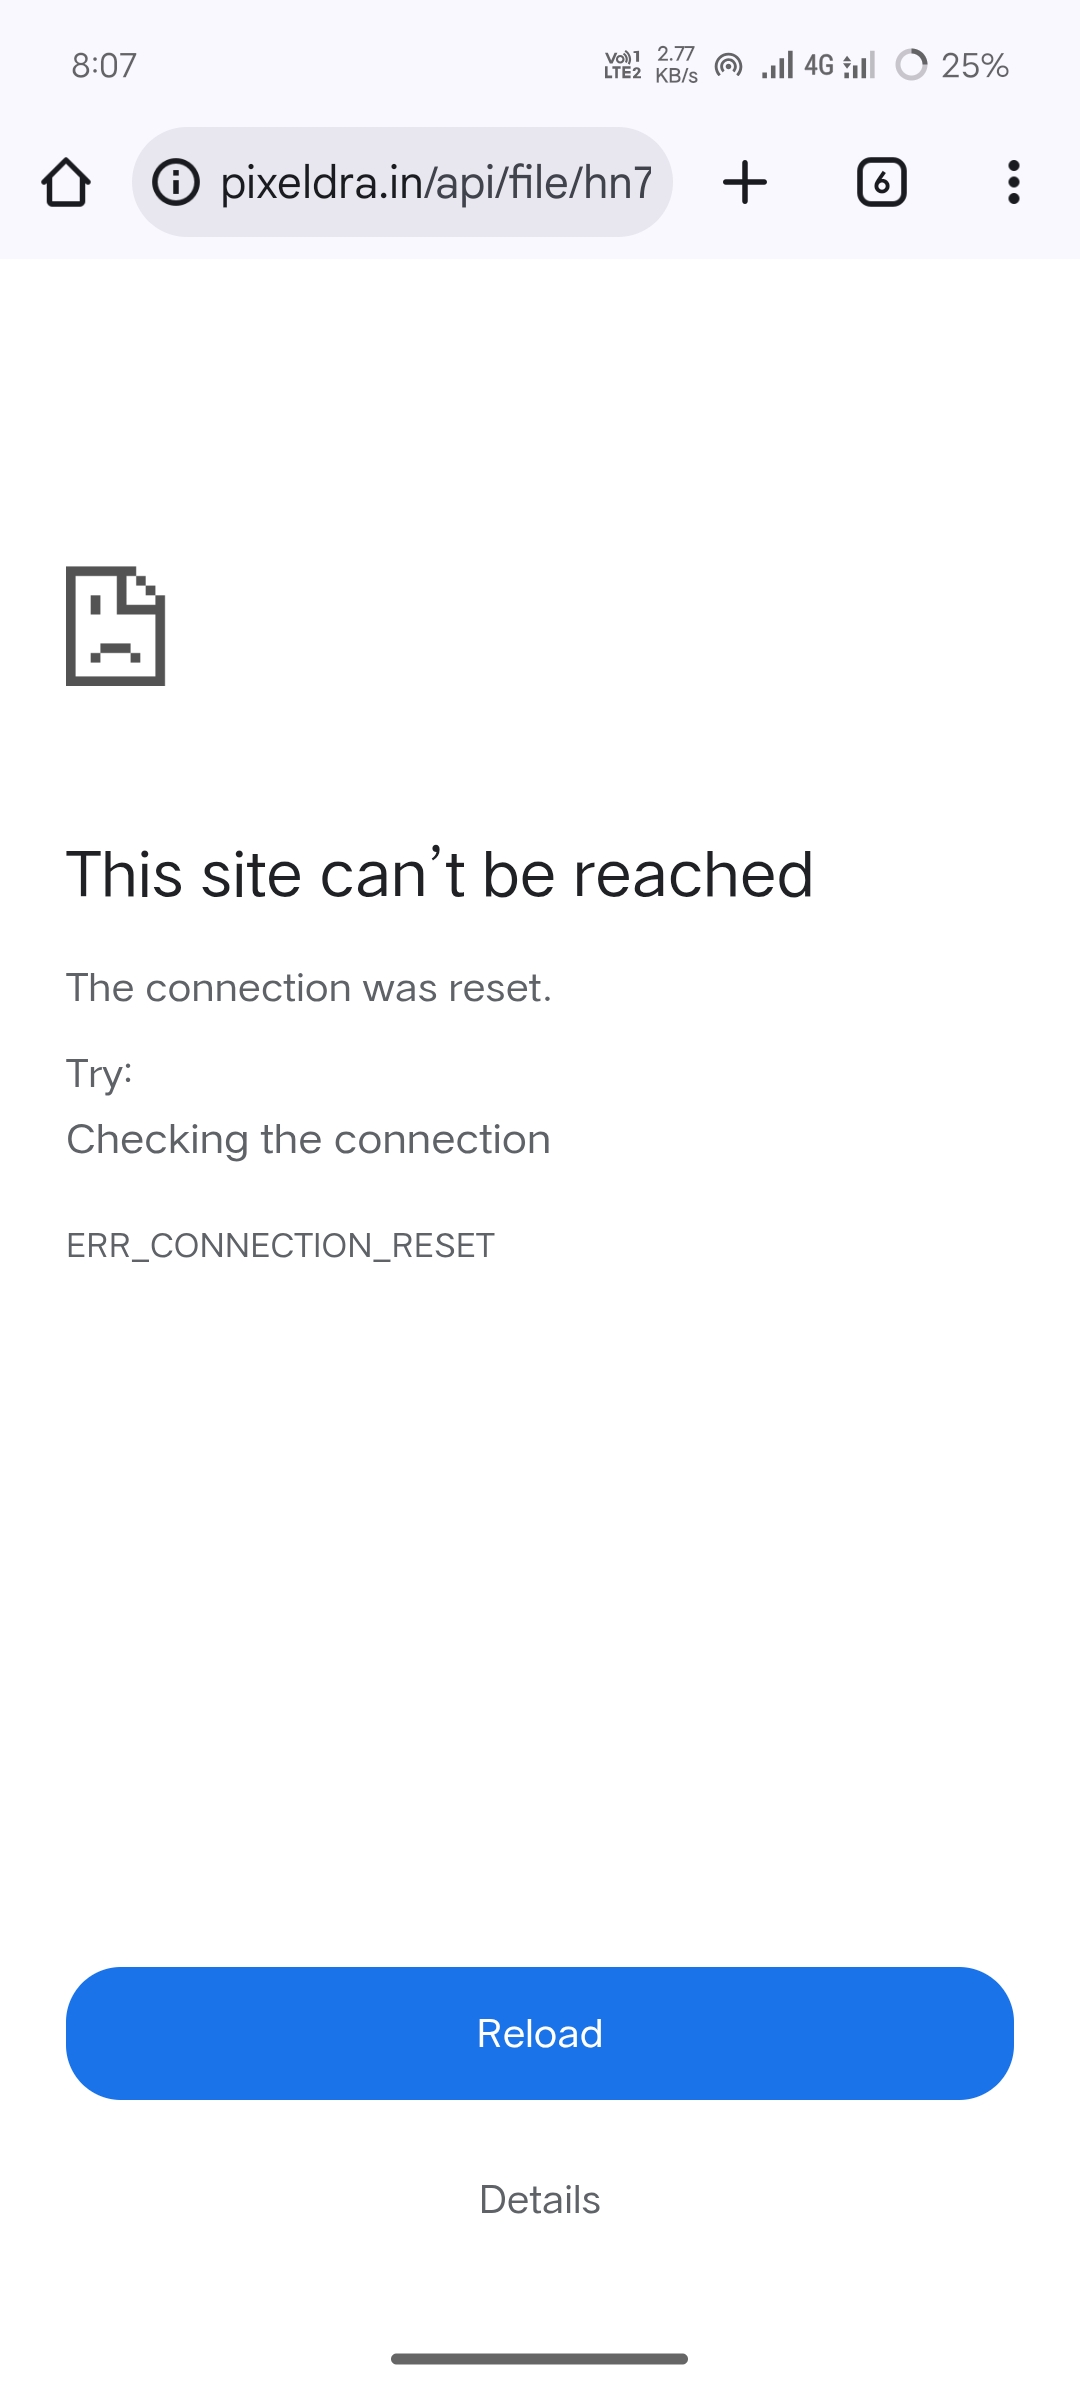 8:07
Vo)) 1
LTE2
2.77
KB/s
4G
25%
pixeldra.in/api/file/hn7
6
This site can’t be reached
The connection was reset.
Try:
Checking the connection
ERR_CONNECTION_RESET
Reload
Details